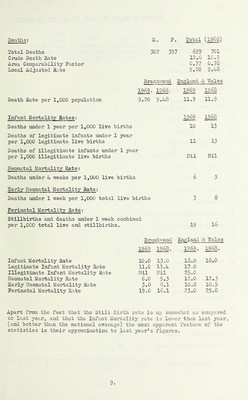 Deaths: M. F. Total (1968)
Total Deaths 302 397 699 701
Crude Death Rate 12.0 12.1
Area Comparability Factor 0.77 0.78
Local Adjusted Rate 9.20 9.48
Brentwood England & Wales
1969. 1968. 1969 1968
Death Rate per 1,000 population 9.20 9.48 11.9 11.9
Infant Mortality Rates: 1969 1968
Deaths under 1 year per 1,000 live births 10 13
Deaths of legitimate infants under 1 year
per 1,000 legitimate live births 11 13
Deaths of illegitimate infants under 1 year
per 1,000 illegitimate live births Nil Nil
Neonatal Mortality Rate:
Deaths under 4 weeks per 1,000 live births 6 9
Early Neonatal Mortality Rate:
Deaths under 1 week per 1,000 total live births 3 8
Perinatal Mortality Rate:
Stillbirths and deaths under 1 week combined
per 1,000 total live and stillbirths. 19 16
Brentwood England & Wales
1969 1968. 1969. 1968.
Infant Mortality Rate 10.0 13.0 18.0 18.0
Legitimate Infant Mortality Rate 11.0 13.4 17.0
Illegitimate Infant Mortality Rate Nil Nil 25.0
Neonatal Mortality Rate 6.0 9.3 12.0 12.3
Early Neonatal Mortality Rate 3.0 8.1 10.0 10.5
Perinatal Mortality Rate 19.0 16.1 23.0 25.0
Apart from the fact that the Still Birth rate is up somewhat as compared
to last year, and that the Infant Mortality rate is lower than last year,
(and better than the national average) the most apparent feature of the
statistics is their approximation to last year's figures.
9.